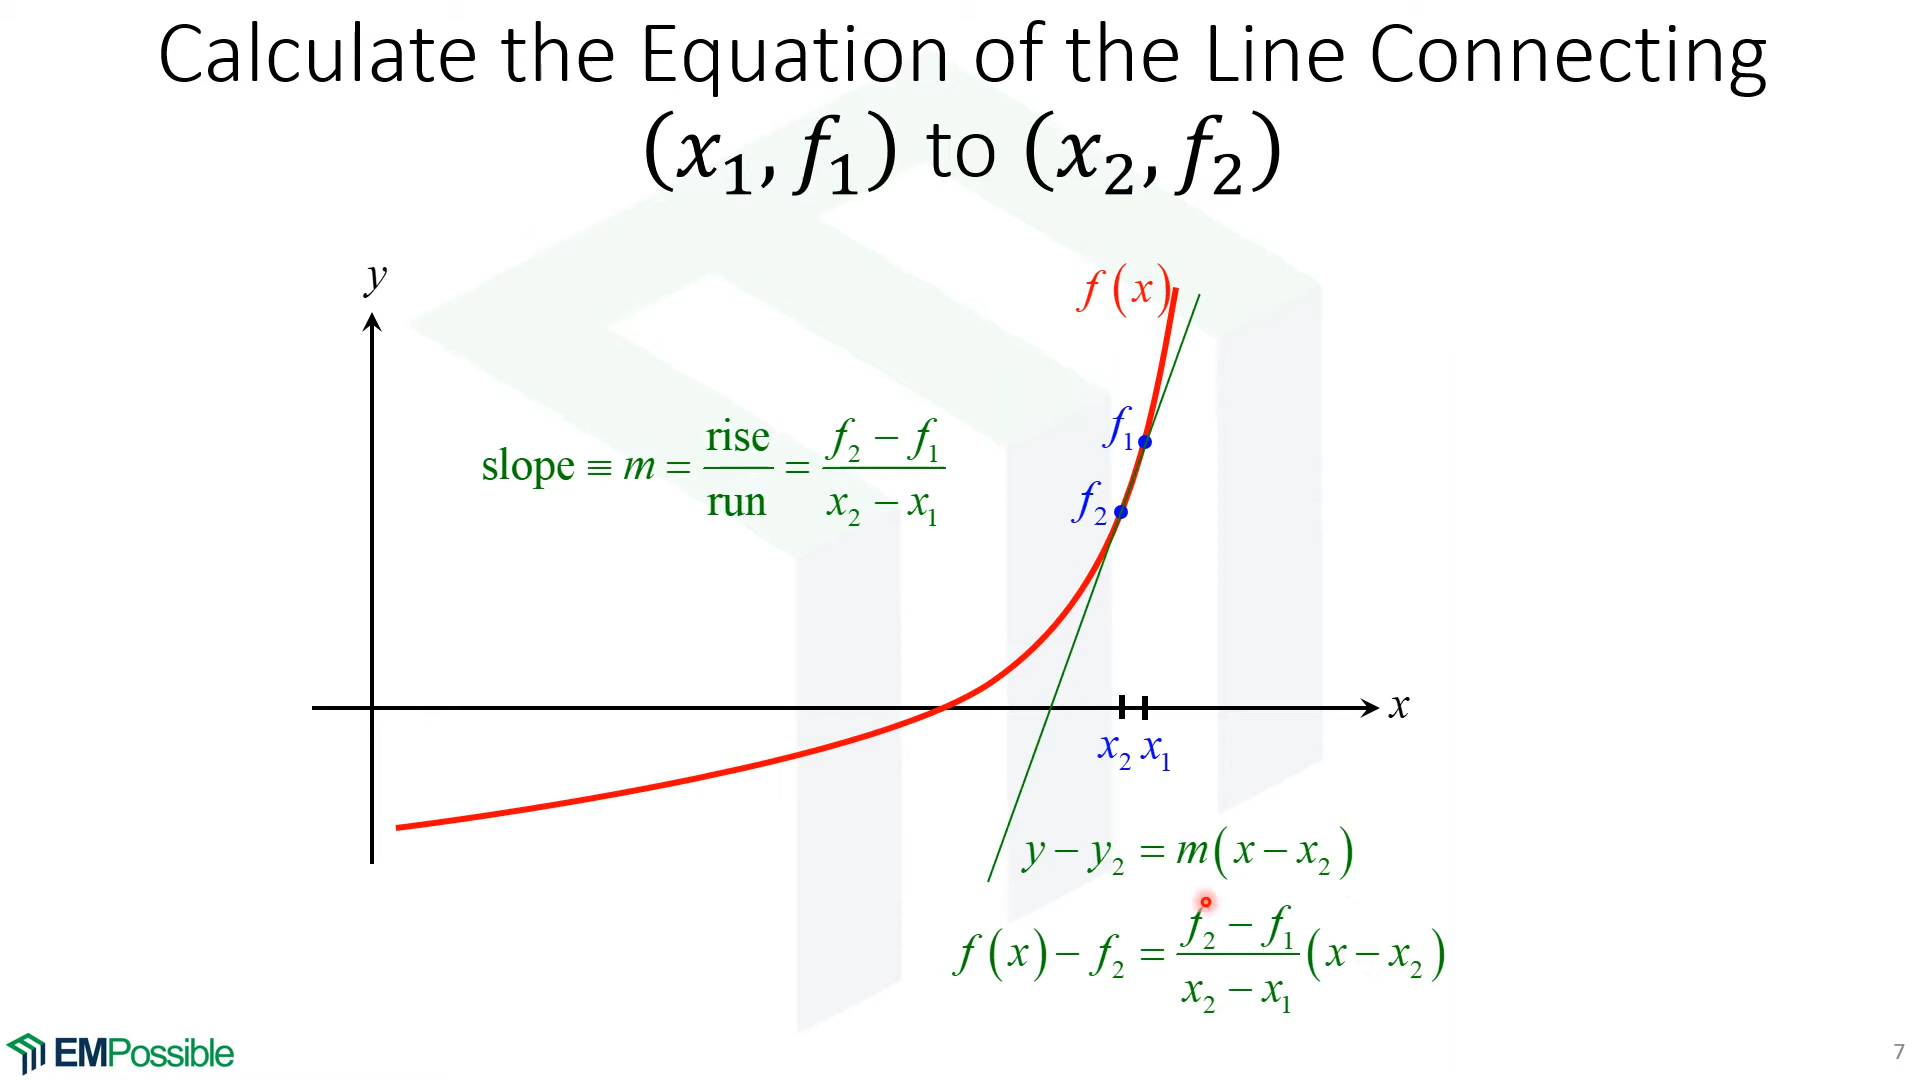 Calculate the Equation of the Line Connecting
(x₁, f₁) to (x₂, f₂)
y
f(x)
f₁
slope ≡ m = rise/run = (f₂ − f₁)/(x₂ − x₁)
f₂
x
x₂ x₁
y − y₂ = m(x − x₂)
f(x) − f₂ = (f₂ − f₁)/(x₂ − x₁) (x − x₂)
EMPossible
7